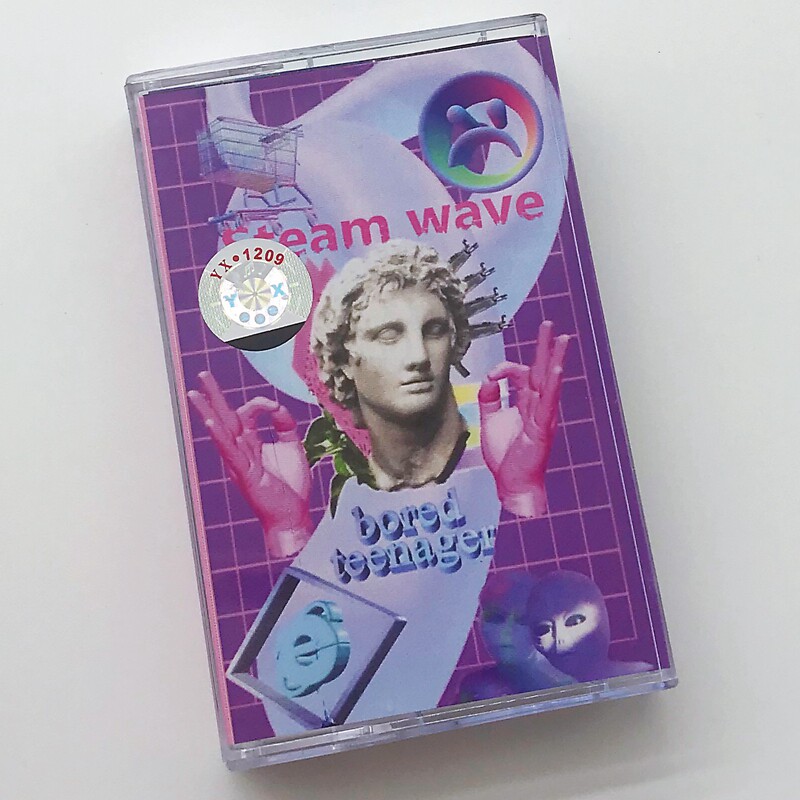 Steam wave
YX•1209
Y X
bored
teenager
e